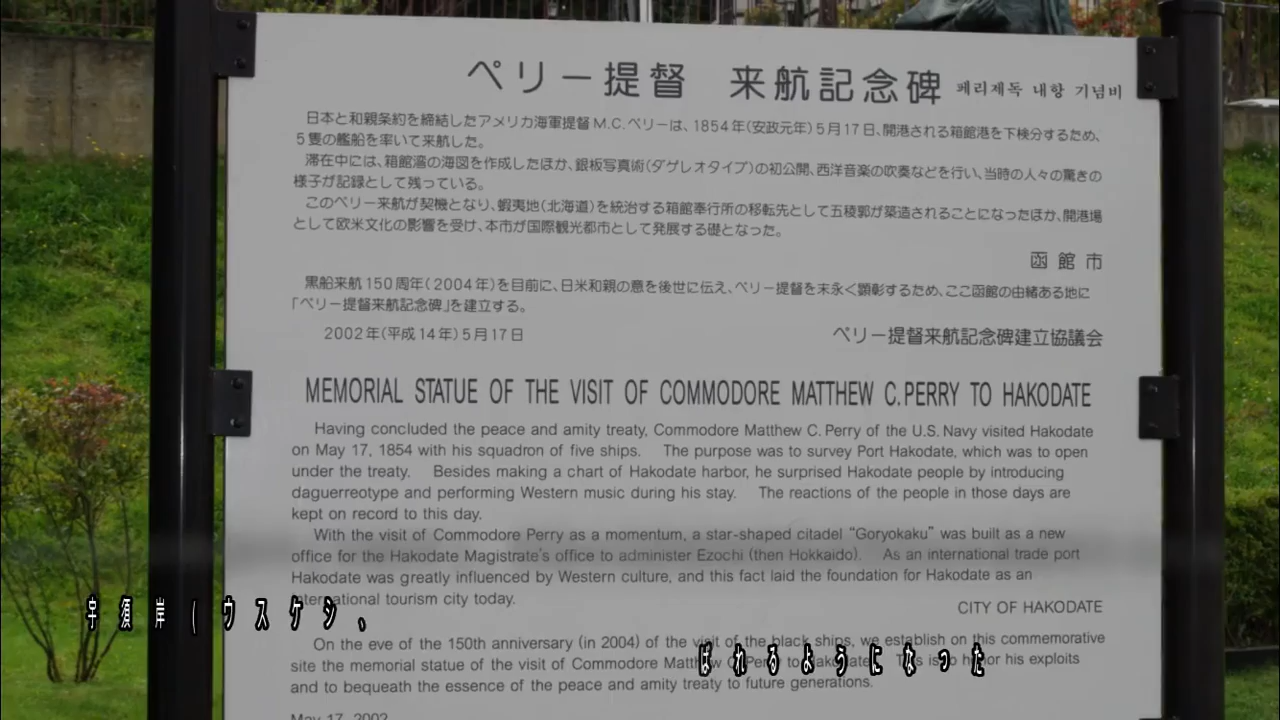 ペリー提督 来航記念碑 페리제독 내항 기념비
日本と和親条約を締結したアメリカ海軍提督M.C.ペリーは、1854年(安政元年)5月17日、開港される箱館港を下検分するため、
5隻の艦船を率いて来航した。
滞在中には、箱館湾の海図を作成したほか、銀板写真術(ダゲレオタイプ)の初公開、西洋音楽の吹奏などを行い、当時の人々の驚きの
様子が記録として残っている。
このペリー来航が契機となり、蝦夷地(北海道)を統治する箱館奉行所の移転先として五稜郭が築造されることになったほか、開港場
として欧米文化の影響を受け、本市が国際観光都市として発展する礎となった。
函館市
黒船来航150周年(2004年)を目前に、日米和親の意を後世に伝え、ペリー提督を末永く顕彰するため、ここ函館の由緒ある地に
「ペリー提督来航記念碑」を建立する。
2002年(平成14年)5月17日 ペリー提督来航記念碑建立協議会
MEMORIAL STATUE OF THE VISIT OF COMMODORE MATTHEW C.PERRY TO HAKODATE
Having concluded the peace and amity treaty, Commodore Matthew C. Perry of the U.S. Navy visited Hakodate
on May 17, 1854 with his squadron of five ships. The purpose was to survey Port Hakodate, which was to open
under the treaty. Besides making a chart of Hakodate harbor, he surprised Hakodate people by introducing
daguerreotype and performing Western music during his stay. The reactions of the people in those days are
kept on record to this day.
With the visit of Commodore Perry as a momentum, a star-shaped citadel "Goryokaku" was built as a new
office for the Hakodate Magistrate's office to administer Ezochi (then Hokkaido). As an international trade port
Hakodate was greatly influenced by Western culture, and this fact laid the foundation for Hakodate as an
international tourism city today.
CITY OF HAKODATE
宇須岸(ウスケシ、
On the eve of the 150th anniversary (in 2004) of the visit of the black ships, we establish on this commemorative
site the memorial statue of the visit of Commodore Matthew C. Perry to Hakodate. This is to honor his exploits
ばれるようになった
and to bequeath the essence of the peace and amity treaty to future generations.
May 17, 2002